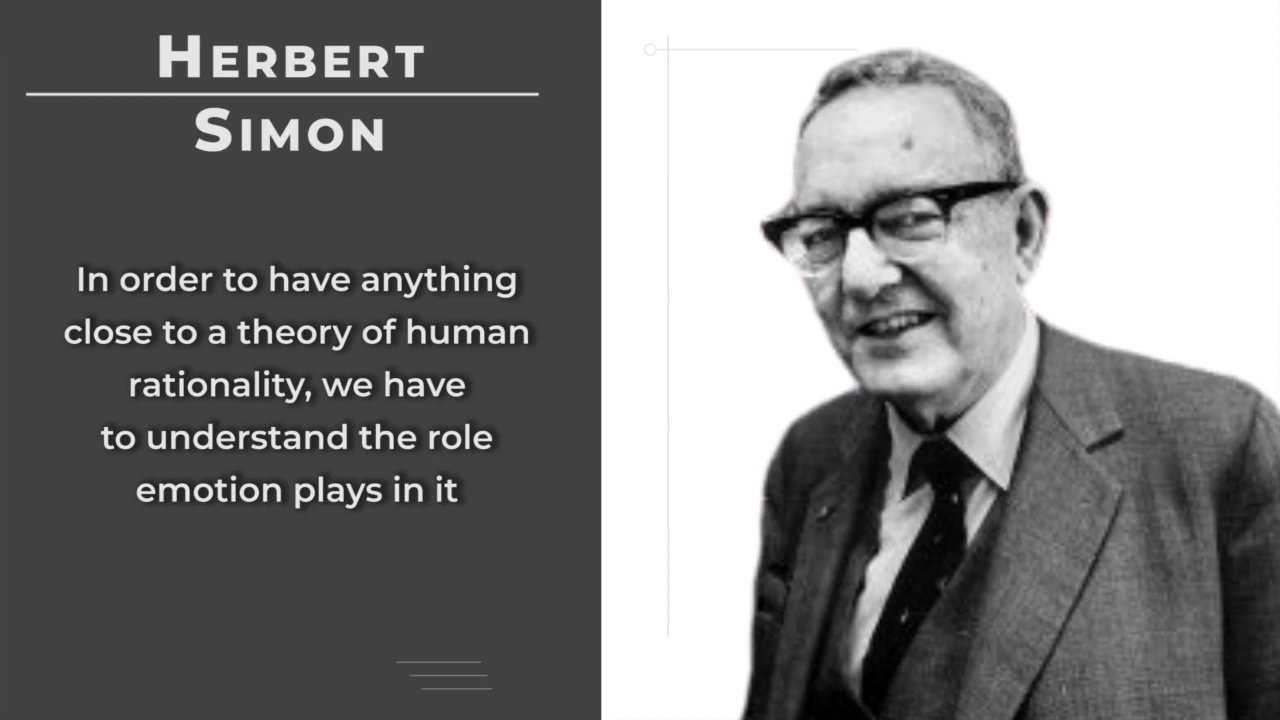 HERBERT
SIMON
In order to have anything
close to a theory of human
rationality, we have
to understand the role
emotion plays in it